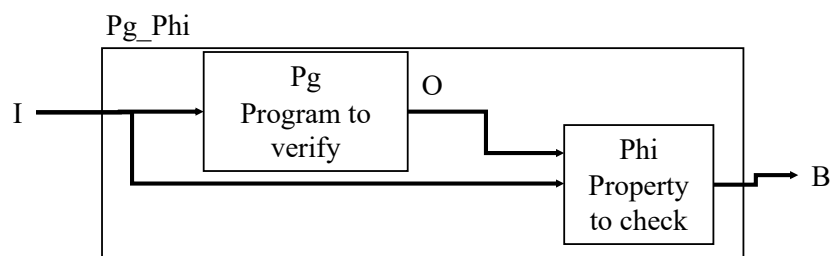 Pg_Phi
Pg
Program to
verify
O
I
Phi
Property
to check
B